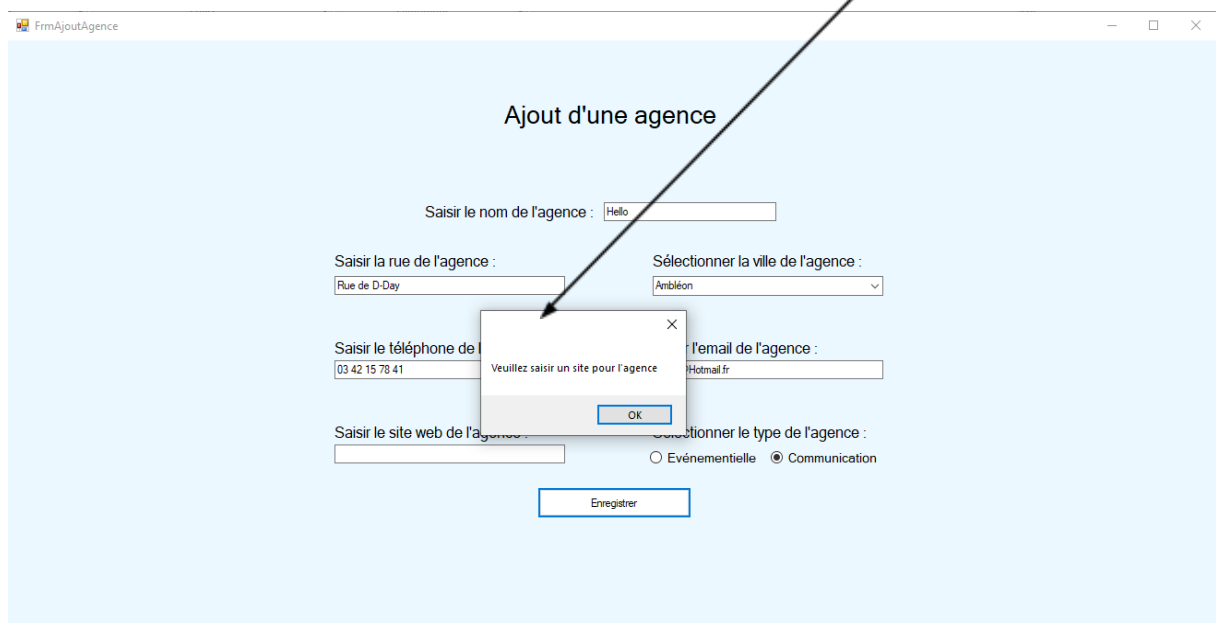 FrmAjoutAgence
Ajout d'une agence
Saisir le nom de l'agence : Hello
Saisir la rue de l'agence : Sélectionner la ville de l'agence :
Rue de D-Day Ambléon
Saisir le téléphone de l'email de l'agence :
03 42 15 78 41 Hotmail.fr
Veuillez saisir un site pour l'agence
OK
Saisir le site web de l'agence : Sélectionner le type de l'agence :
Evénementielle Communication
Enregistrer